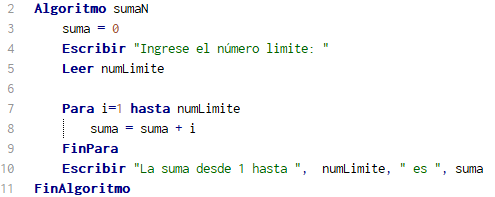 2 Algoritmo sumaN
3 suma = 0
4 Escribir "Ingrese el número limite: "
5 Leer numLimite
6
7 Para i=1 hasta numLimite
8 suma = suma + i
9 FinPara
10 Escribir "La suma desde 1 hasta ", numLimite, " es ", suma
11 FinAlgoritmo